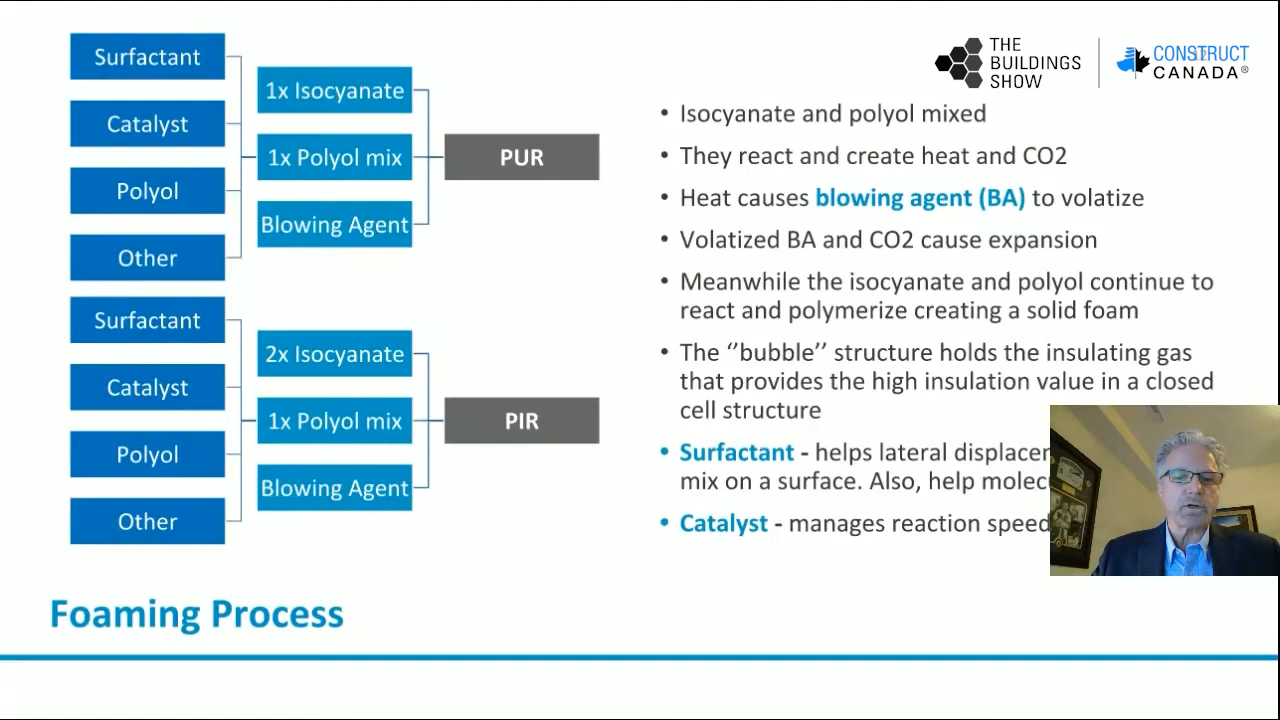 Surfactant
Catalyst
Polyol
Other
1x Isocyanate
1x Polyol mix
Blowing Agent
PUR
Surfactant
Catalyst
Polyol
Other
2x Isocyanate
1x Polyol mix
Blowing Agent
PIR
THE
BUILDINGS
SHOW
CONSTRUCT
CANADA®
• Isocyanate and polyol mixed
• They react and create heat and CO2
• Heat causes blowing agent (BA) to volatize
• Volatized BA and CO2 cause expansion
• Meanwhile the isocyanate and polyol continue to
react and polymerize creating a solid foam
• The ‘’bubble’’ structure holds the insulating gas
that provides the high insulation value in a closed
cell structure
• Surfactant - helps lateral
mix on a surface. Also, help
• Catalyst - manages reaction speed
Foaming Process